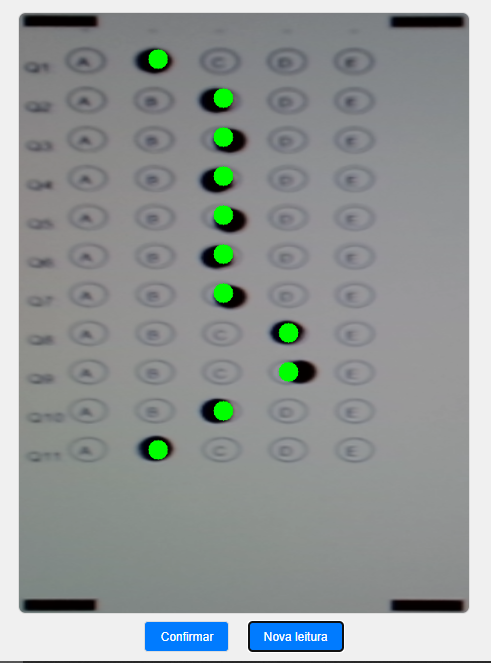 Q1 A C D E
Q2 A B D E
Q3 A B D E
Q4 A B D E
Q5 A B D E
Q6 A B D E
Q7 A B D E
Q8 A B C E
Q9 A B C E
Q10 A B D E
Q11 A C D E
Confirmar Nova leitura